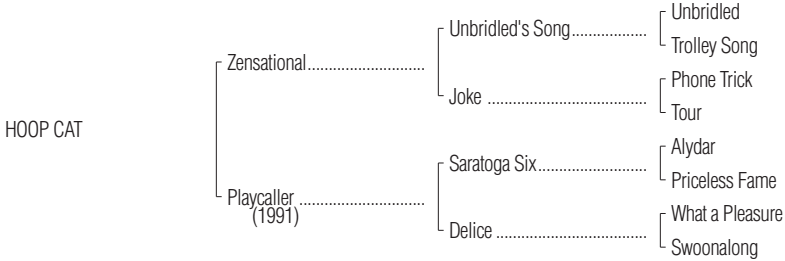 Unbridled
Unbridled's Song....................
Trolley Song
Zensational............................
Phone Trick
Joke ......................................
Tour
HOOP CAT
Alydar
Saratoga Six..........................
Priceless Fame
Playcaller ..............................
(1991)
What a Pleasure
Delice ....................................
Swoonalong